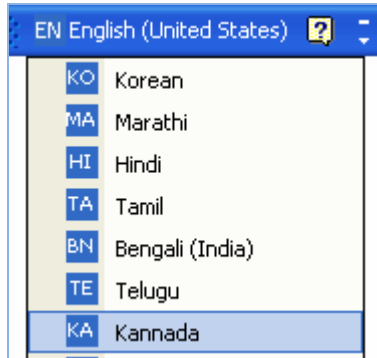 EN English (United States)
KO Korean
MA Marathi
HI Hindi
TA Tamil
BN Bengali (India)
TE Telugu
KA Kannada